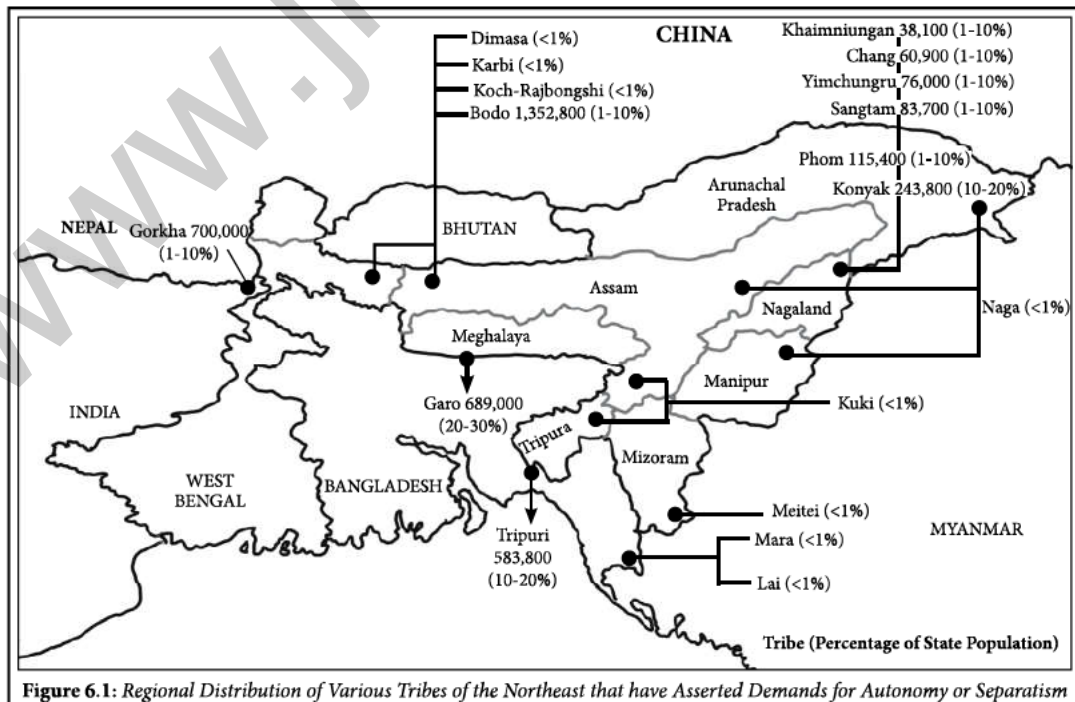 www.ji
CHINA
Dimasa (<1%)
Karbi (<1%)
Koch-Rajbongshi (<1%)
Bodo 1,352,800 (1-10%)
Khaimniungan 38,100 (1-10%)
Chang 60,900 (1-10%)
Yimchungru 76,000 (1-10%)
Sangtam 83,700 (1-10%)
Phom 115,400 (1-10%)
Konyak 243,800 (10-20%)
Arunachal
Pradesh
NEPAL
Gorkha 700,000
(1-10%)
BHUTAN
Assam
Nagaland
Naga (<1%)
Meghalaya
Manipur
Kuki (<1%)
INDIA
Garo 689,000
(20-30%)
Tripura
Mizoram
WEST
BENGAL
BANGLADESH
Meitei (<1%)
MYANMAR
Tripuri
583,800
(10-20%)
Mara (<1%)
Lai (<1%)
Tribe (Percentage of State Population)
Figure 6.1: Regional Distribution of Various Tribes of the Northeast that have Asserted Demands for Autonomy or Separatism